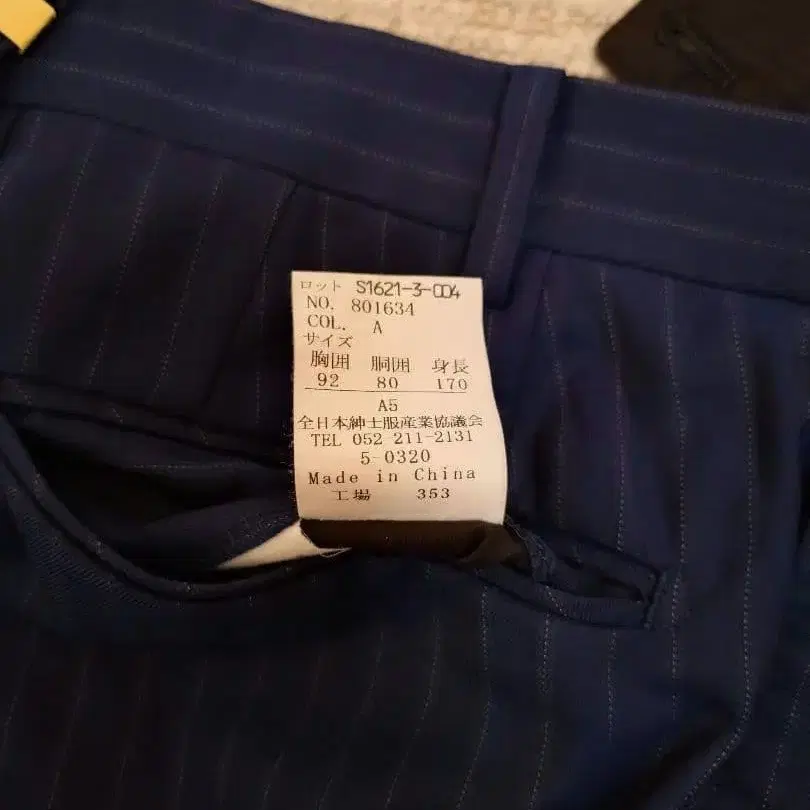 ロット S1621-3-004
NO. 801634
COL. A
サイズ
胸囲 胴囲 身長
92 80 170
A5
全日本紳士服産業協議会
TEL 052-211-2131
5-0320
Made in China
工場 353